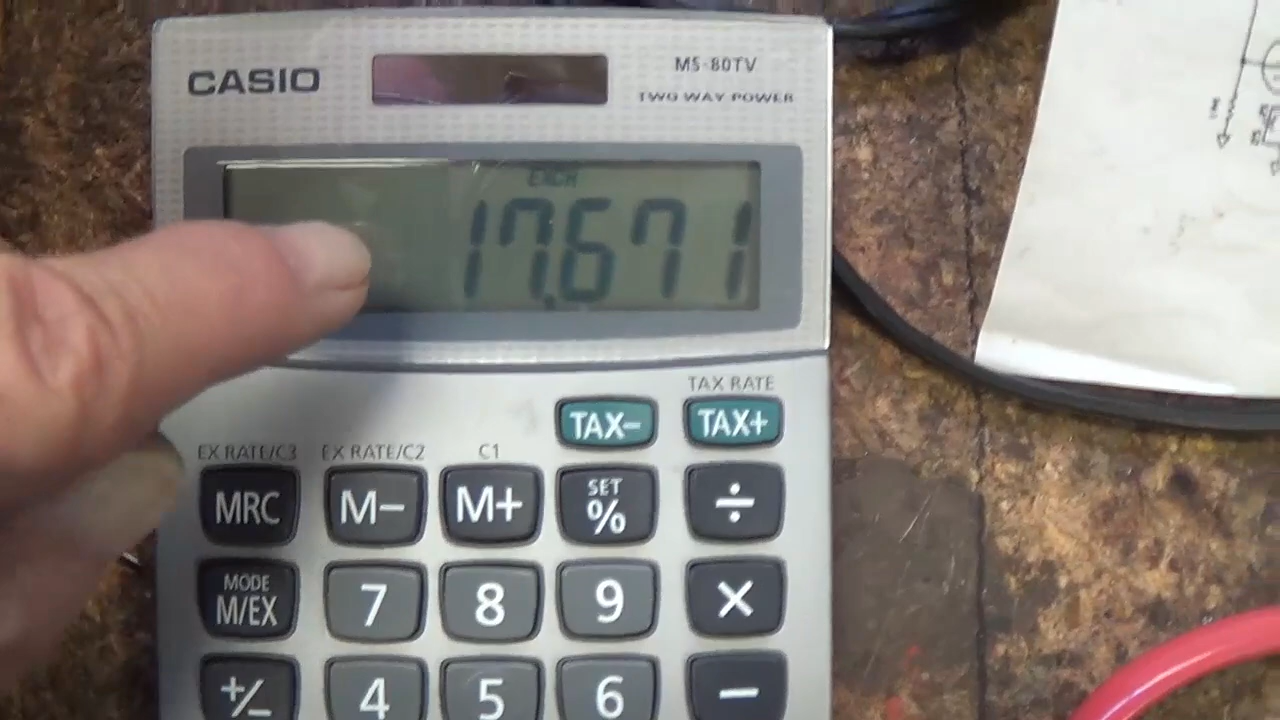 CASIO
MS-80TV
TWO WAY POWER
EXCH
17.671
TAX RATE
TAX− TAX+
EX RATE/C3 EX RATE/C2 C1
MRC M− M+ SET % ÷
MODE
M/EX 7 8 9 ×
+/− 4 5 6 −